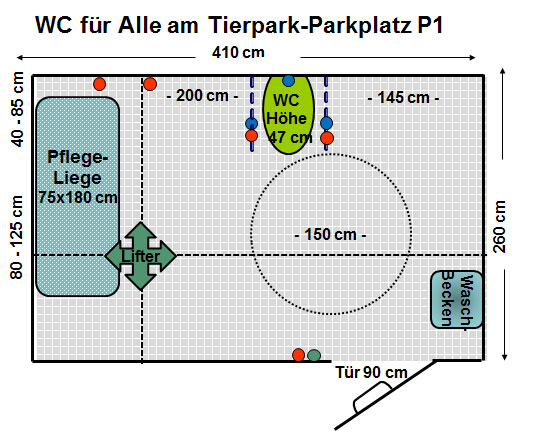 WC für Alle am Tierpark-Parkplatz P1
410 cm
40 - 85 cm
- 200 cm -
WC
Höhe
47 cm
- 145 cm -
Pflege-
Liege
75x180 cm
80 - 125 cm
Lifter
- 150 cm -
260 cm
Wasch-
Becken
Tür 90 cm